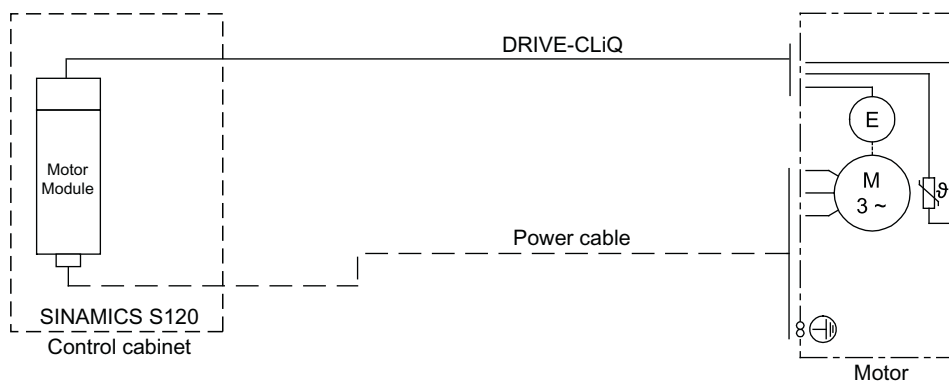 DRIVE-CLiQ
E
Motor
Module
M
3 ~
ϑ
Power cable
SINAMICS S120
Control cabinet
Motor